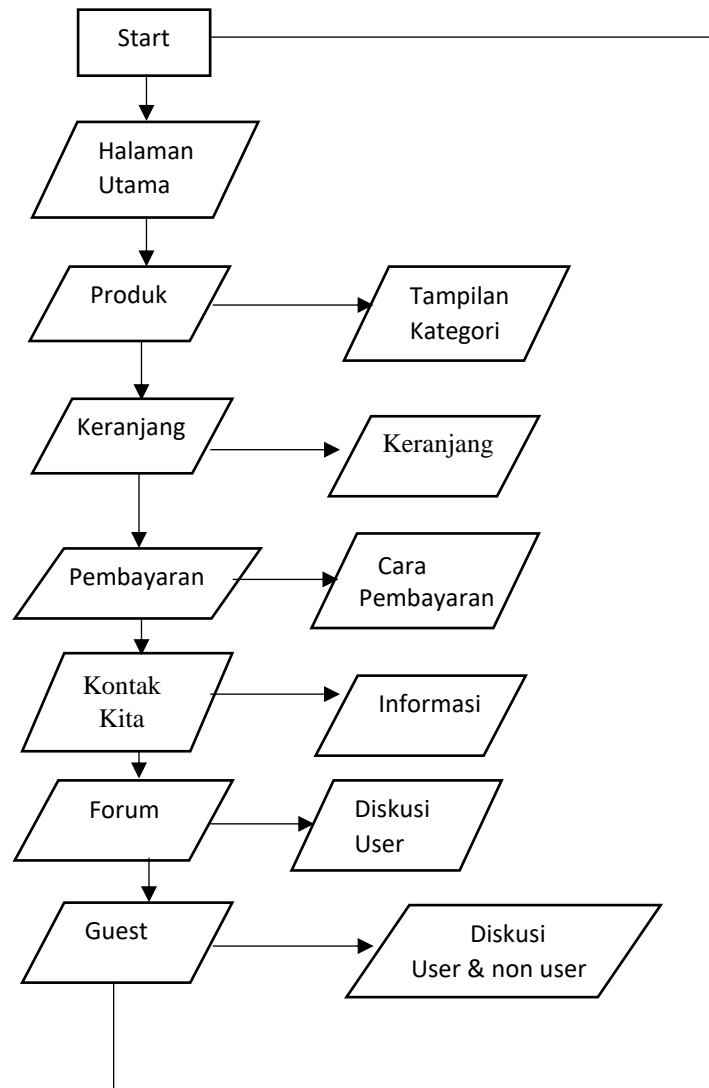 Start
Halaman
Utama
Produk
Tampilan
Kategori
Keranjang
Keranjang
Pembayaran
Cara
Pembayaran
Kontak
Kita
Informasi
Forum
Diskusi
User
Guest
Diskusi
User & non user